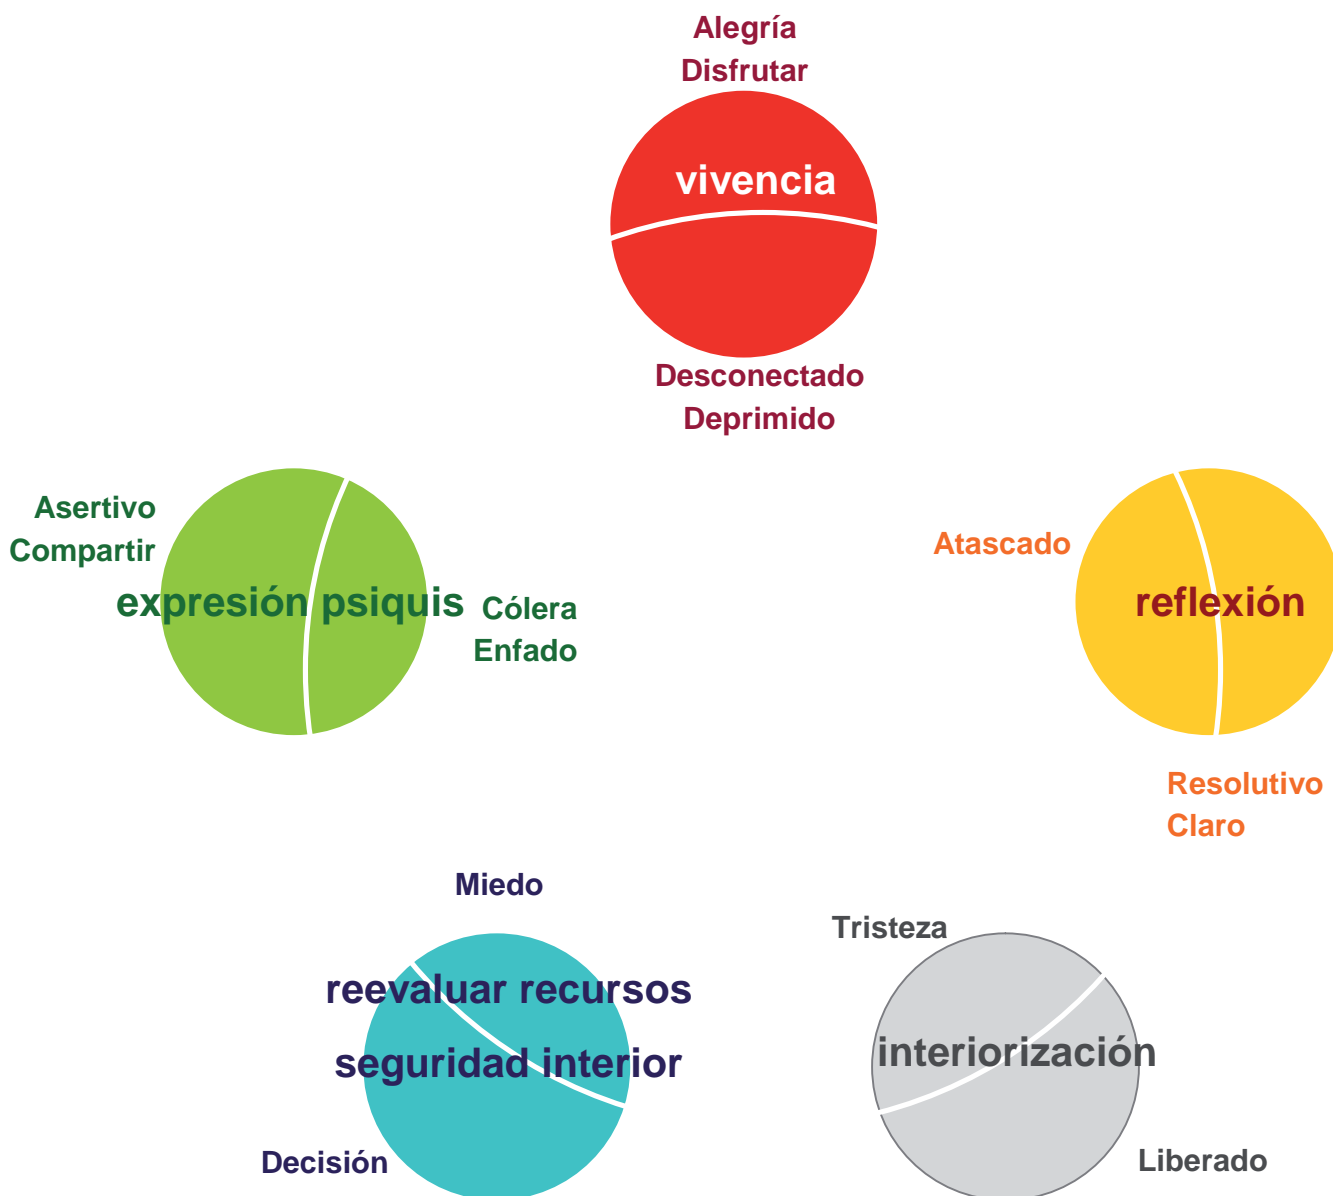 Alegría
Disfrutar
vivencia
Desconectado
Deprimido
Asertivo
Compartir
expresión psiquis
Cólera
Enfado
Atascado
reflexión
Resolutivo
Claro
Miedo
reevaluar recursos
seguridad interior
Decisión
Tristeza
interiorización
Liberado